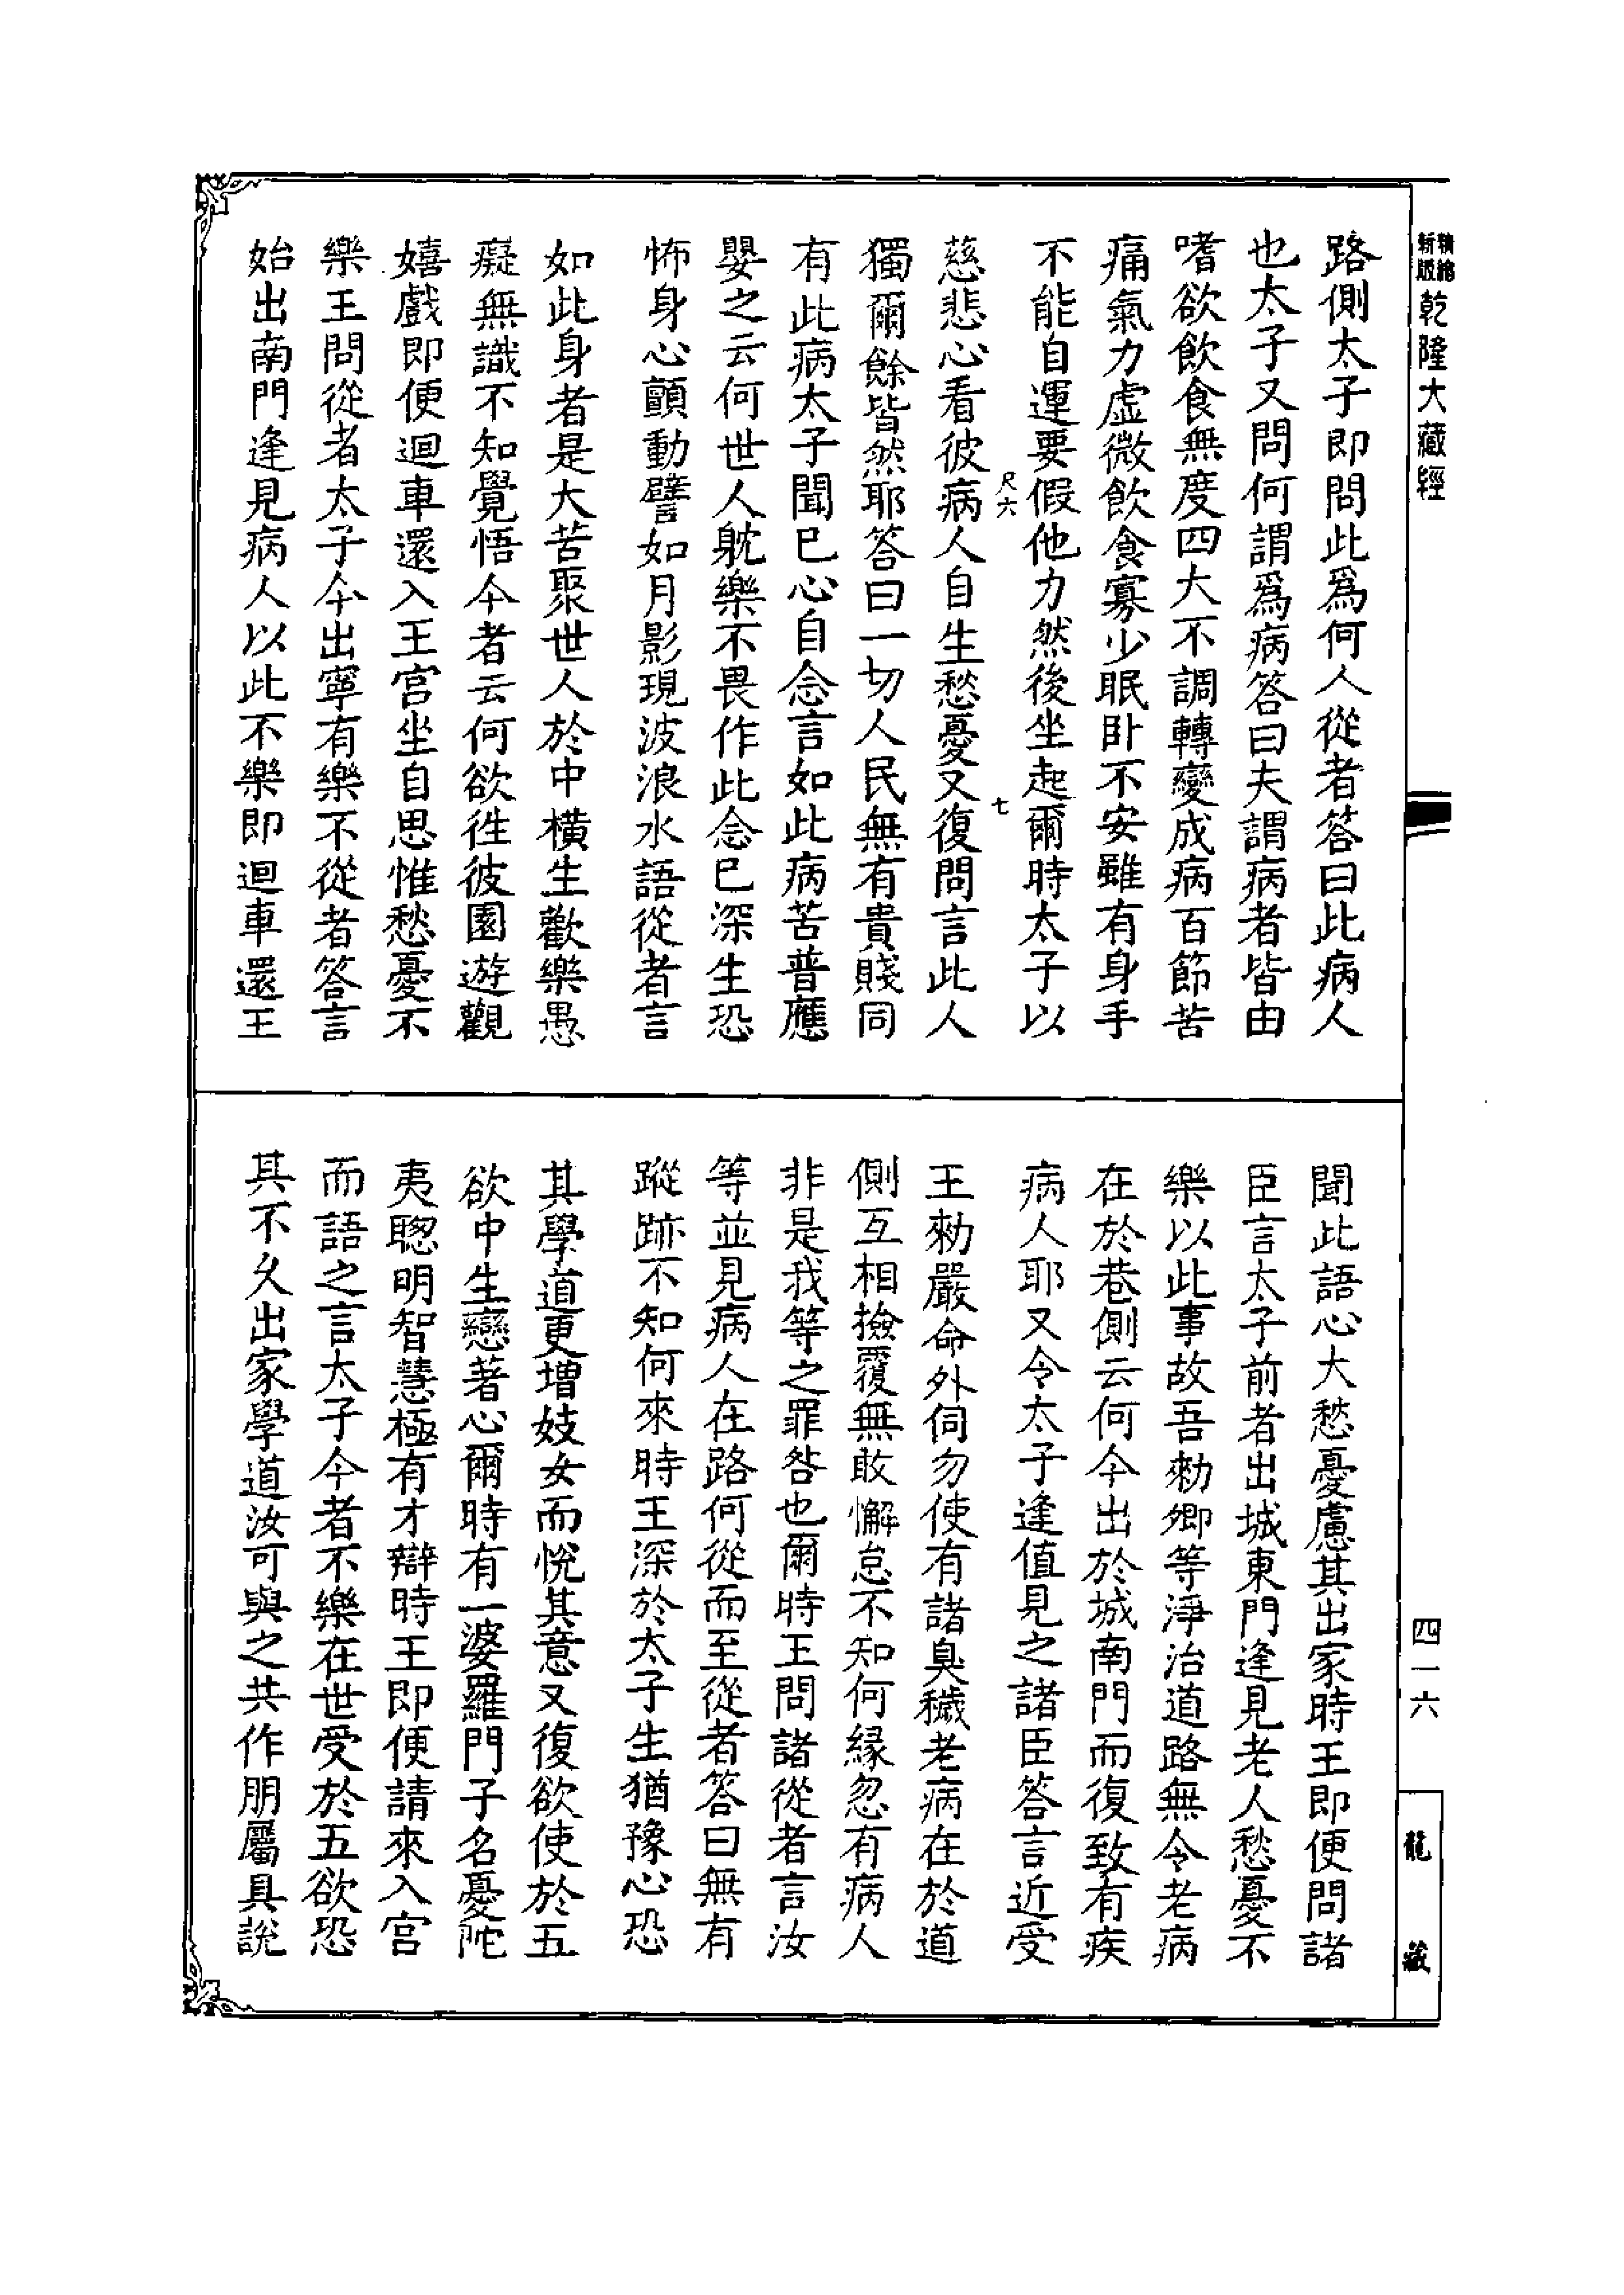 精繕
新版
乾隆大藏經
路側太子即問此爲何人從者答曰此病人
也太子又問何謂爲病答曰夫謂病者皆由
嗜欲飲食無度四大不調轉變成病百節苦
痛氣力虛微飲食寡少眠卧不安雖有身手
不能自運要假他力然後坐起爾時太子以
尺六
七
慈悲心看彼病人自生愁憂又復問言此人
獨爾餘皆然耶答曰一切人民無有貴賤同
有此病太子聞已心自念言如此病苦普應
嬰之云何世人躭樂不畏作此念已深生恐
怖身心顫動譬如月影現波浪水語從者言
如此身者是大苦聚世人於中橫生歡樂愚
癡無識不知覺悟今者云何欲徃彼園遊觀
嬉戲即便迴車還入王宮坐自思惟愁憂不
樂王問從者太子今出寧有樂不從者答言
始出南門逢見病人以此不樂即迴車還王
聞此語心大愁憂慮其出家時王即便問諸
臣言太子前者出城東門逢見老人愁憂不
樂以此事故吾勑卿等淨治道路無令老病
在於巷側云何今出於城南門而復致有疾
病人耶又令太子逢值見之諸臣答言近受
王勑嚴命外伺勿使有諸臭穢老病在於道
側互相撿覆無敢懈怠不知何緣忽有病人
非是我等之罪咎也爾時王問諸從者言汝
等並見病人在路何從而至從者答曰無有
蹤跡不知何來時王深於太子生猶豫心恐
其學道更增妓女而悅其意又復欲使於五
欲中生戀著心爾時有一婆羅門子名憂陀
夷聰明智慧極有才辯時王即便請來入宮
而語之言太子今者不樂在世受於五欲恐
其不久出家學道汝可與之共作朋屬具說
四一六
龍藏